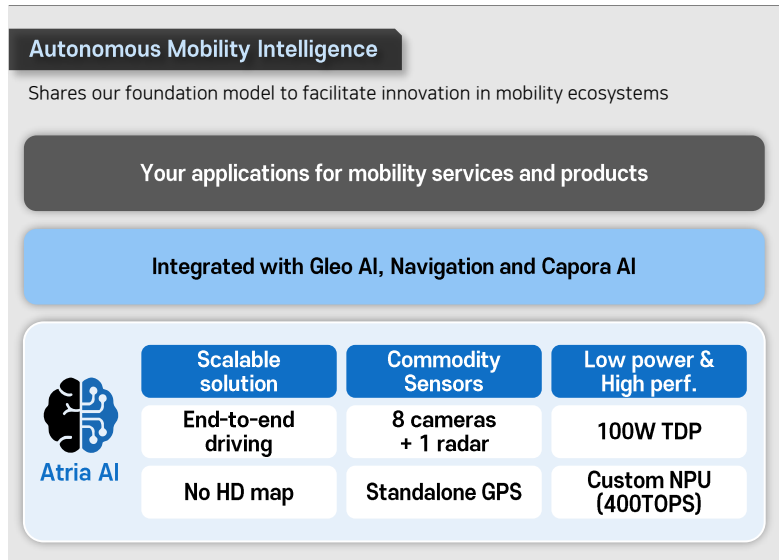 Autonomous Mobility Intelligence
Shares our foundation model to facilitate innovation in mobility ecosystems
Your applications for mobility services and products
Integrated with Gleo AI, Navigation and Capora AI
Atria AI
Scalable
solution
Commodity
Sensors
Low power &
High perf.
End-to-end
driving
8 cameras
+ 1 radar
100W TDP
No HD map
Standalone GPS
Custom NPU
(400TOPS)